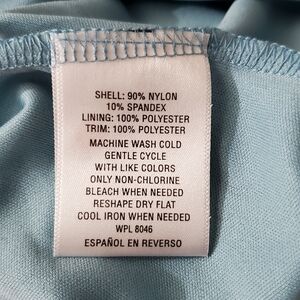 SHELL: 90% NYLON
10% SPANDEX
LINING: 100% POLYESTER
TRIM: 100% POLYESTER
MACHINE WASH COLD
GENTLE CYCLE
WITH LIKE COLORS
ONLY NON-CHLORINE
BLEACH WHEN NEEDED
RESHAPE DRY FLAT
COOL IRON WHEN NEEDED
WPL 8046
ESPAÑOL EN REVERSO